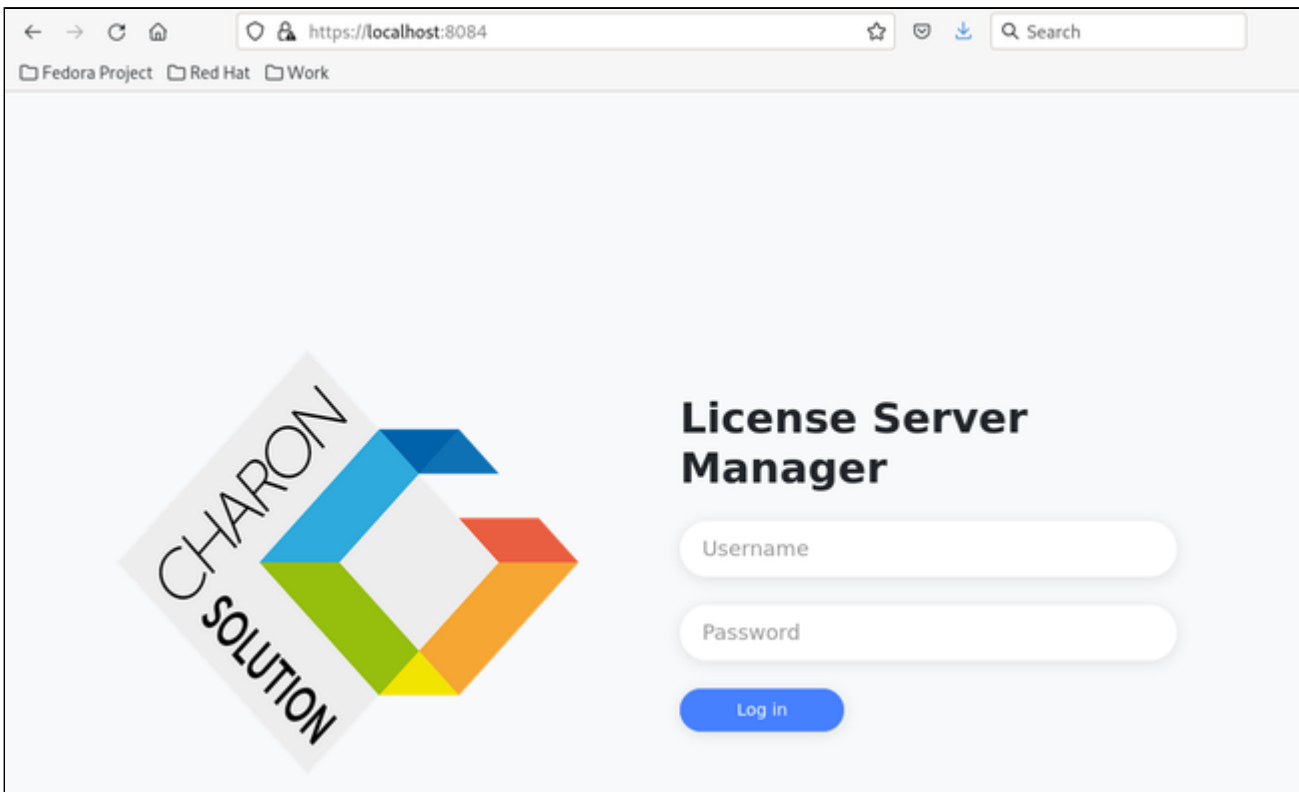 https://localhost:8084
Search
Fedora Project Red Hat Work
CHARON
SOLUTION
License Server
Manager
Username
Password
Log in